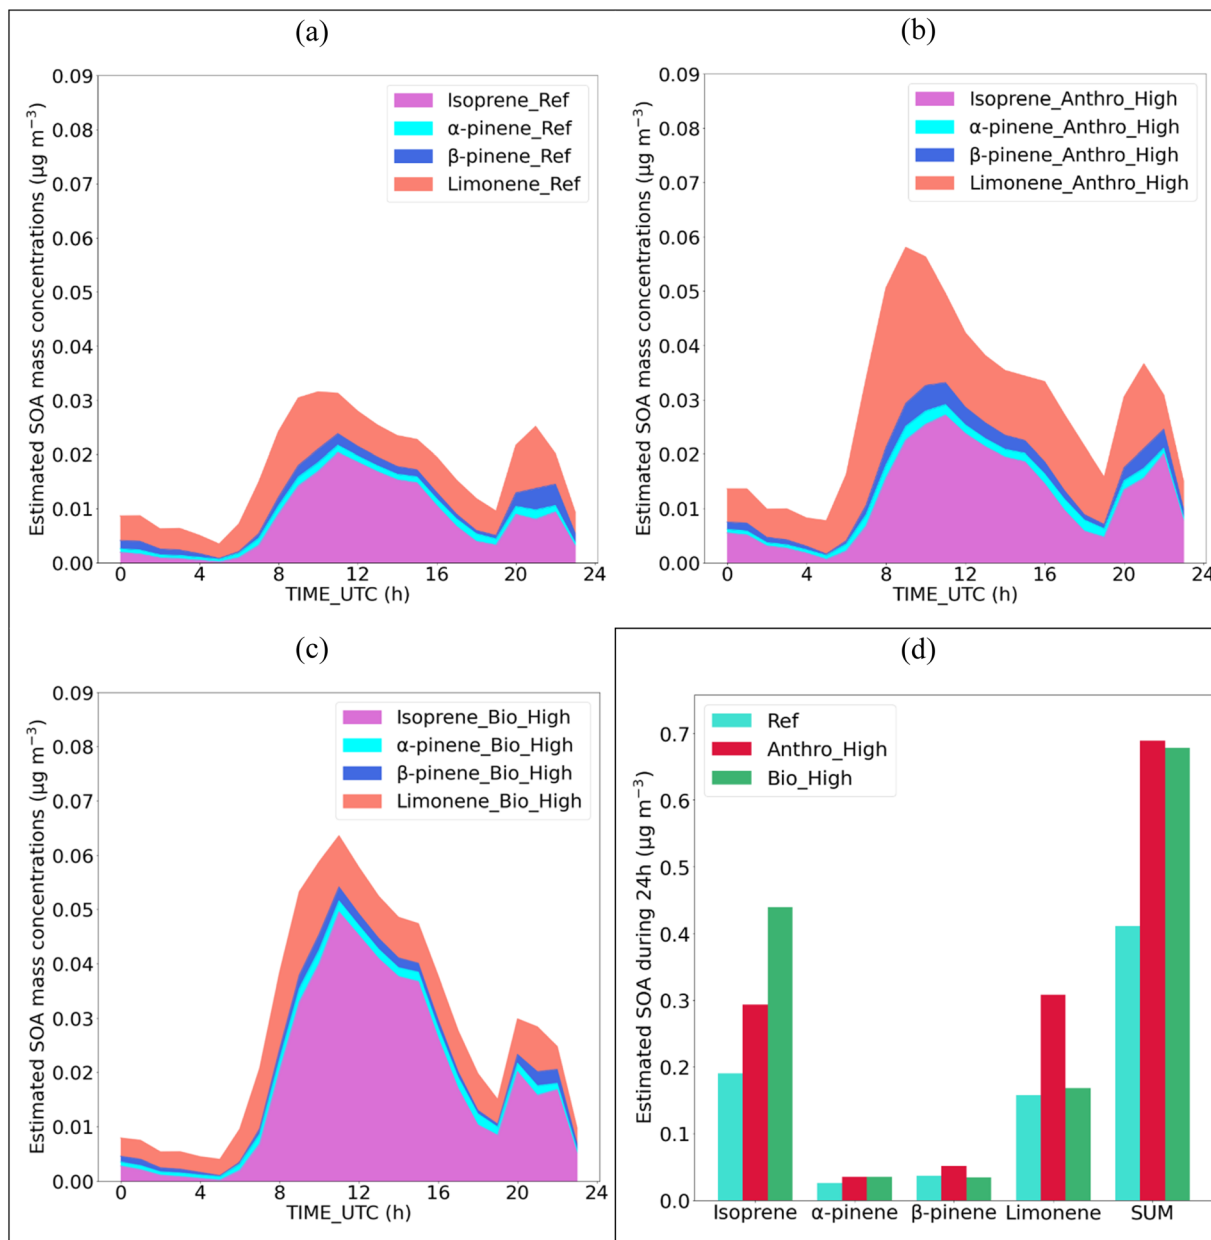 (a)
Estimated SOA mass concentrations (µg m⁻³)
0.09
0.08
0.07
0.06
0.05
0.04
0.03
0.02
0.01
0.00
Isoprene_Ref
α-pinene_Ref
β-pinene_Ref
Limonene_Ref
0 4 8 12 16 20 24
TIME_UTC (h)
(b)
Estimated SOA mass concentrations (µg m⁻³)
0.09
0.08
0.07
0.06
0.05
0.04
0.03
0.02
0.01
0.00
Isoprene_Anthro_High
α-pinene_Anthro_High
β-pinene_Anthro_High
Limonene_Anthro_High
0 4 8 12 16 20 24
TIME_UTC (h)
(c)
Estimated SOA mass concentrations (µg m⁻³)
0.09
0.08
0.07
0.06
0.05
0.04
0.03
0.02
0.01
0.00
Isoprene_Bio_High
α-pinene_Bio_High
β-pinene_Bio_High
Limonene_Bio_High
0 4 8 12 16 20 24
TIME_UTC (h)
(d)
Estimated SOA during 24h (µg m⁻³)
0.7
0.6
0.5
0.4
0.3
0.2
0.1
0.0
Ref
Anthro_High
Bio_High
Isoprene α-pinene β-pinene Limonene SUM